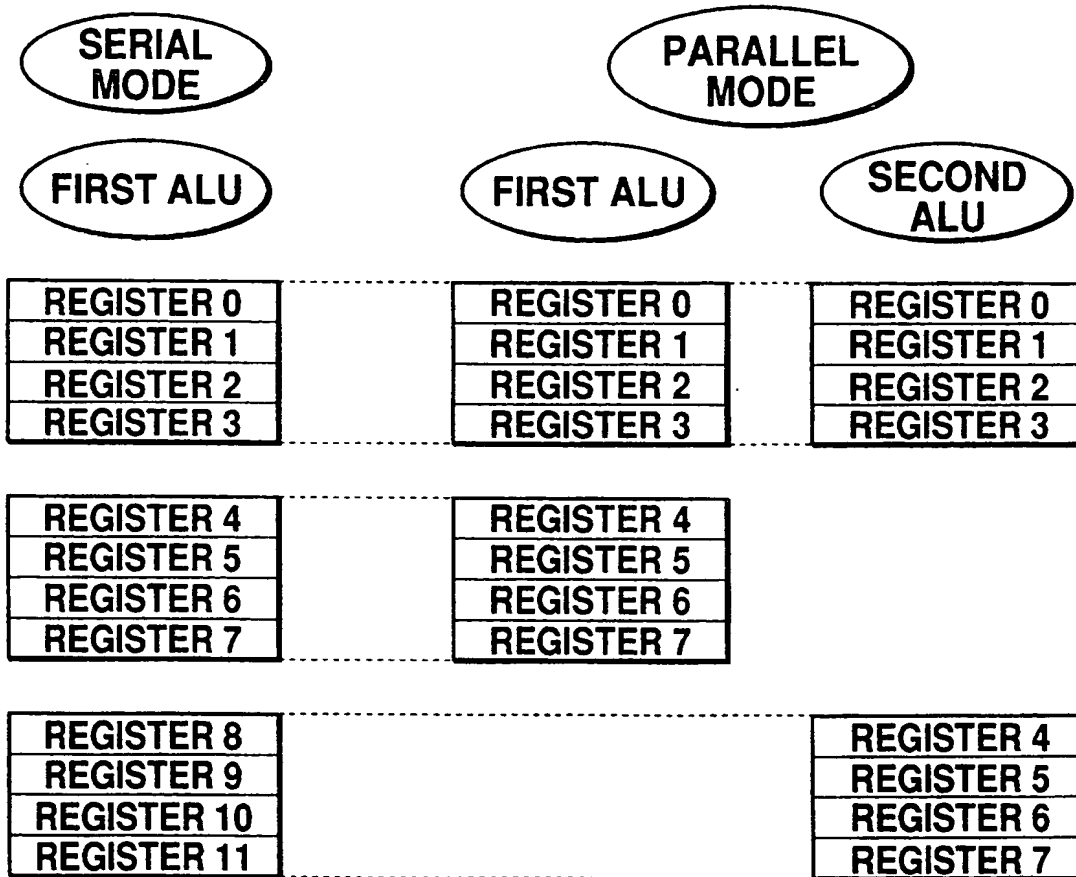 SERIAL
MODE
PARALLEL
MODE
FIRST ALU
FIRST ALU
SECOND
ALU
REGISTER 0
REGISTER 1
REGISTER 2
REGISTER 3
REGISTER 0
REGISTER 1
REGISTER 2
REGISTER 3
REGISTER 0
REGISTER 1
REGISTER 2
REGISTER 3
REGISTER 4
REGISTER 5
REGISTER 6
REGISTER 7
REGISTER 4
REGISTER 5
REGISTER 6
REGISTER 7
REGISTER 8
REGISTER 9
REGISTER 10
REGISTER 11
REGISTER 4
REGISTER 5
REGISTER 6
REGISTER 7